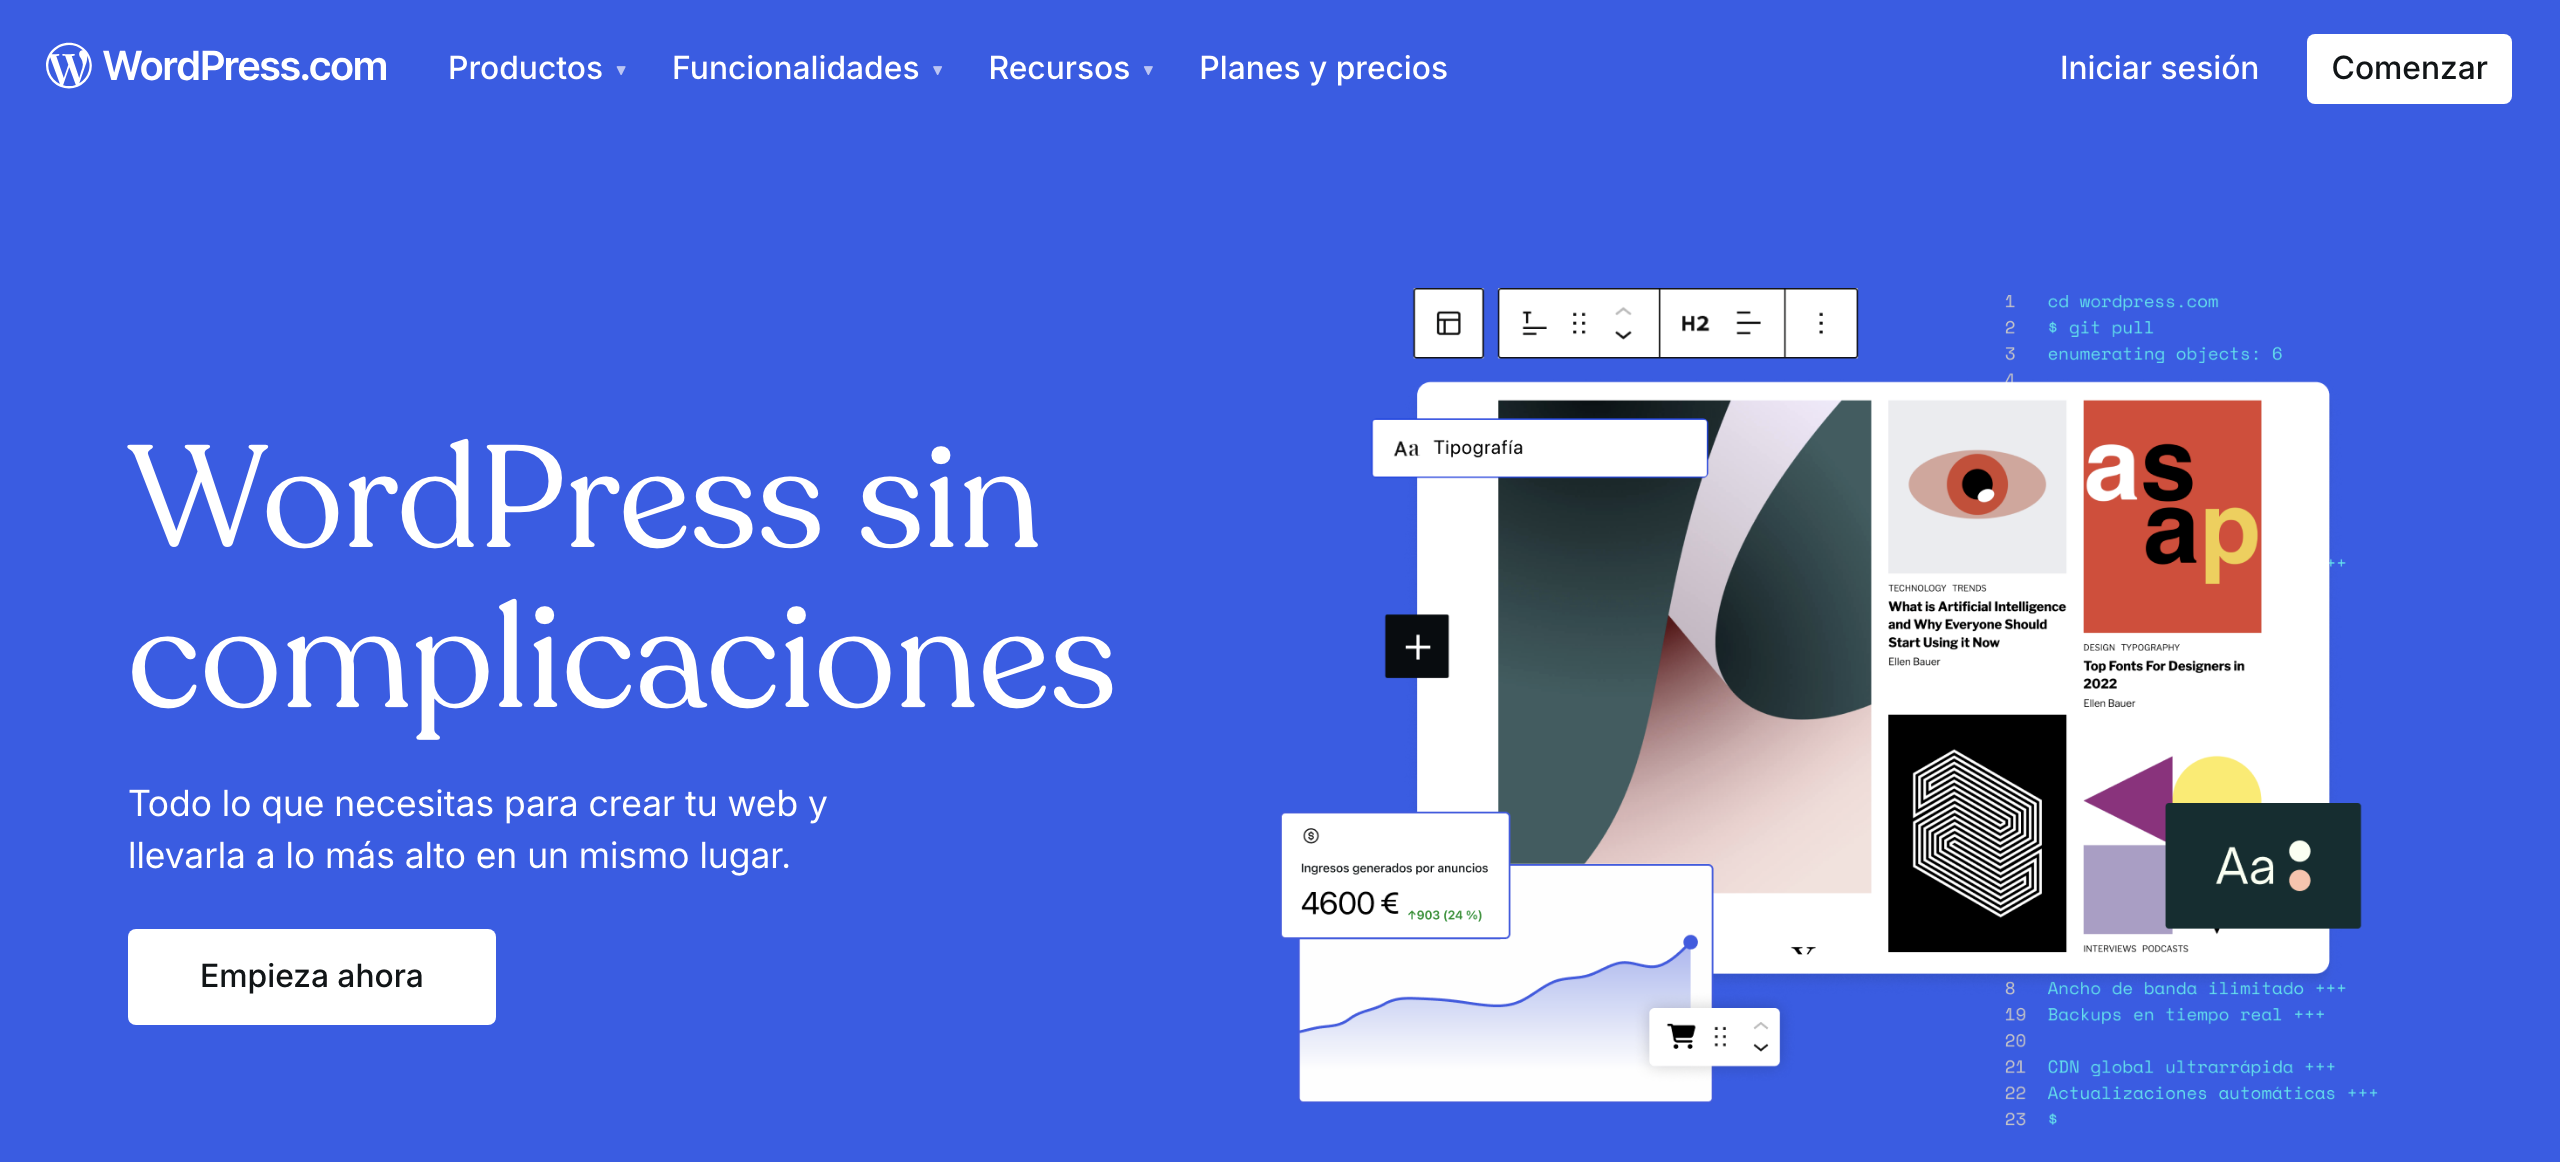 WordPress.com
Productos
Funcionalidades
Recursos
Planes y precios
Iniciar sesión
Comenzar
WordPress sin
complicaciones
Todo lo que necesitas para crear tu web y
llevarla a lo más alto en un mismo lugar.
Empieza ahora
H2
1 cd wordpress.com
2 $ git pull
3 enumerating objects: 6
4
Aa Tipografía
as
ap
++
TECHNOLOGY TRENDS
What is Artificial Intelligence
and Why Everyone Should
Start Using it Now
Ellen Bauer
DESIGN TYPOGRAPHY
Top Fonts For Designers in
2022
Ellen Bauer
Aa
INTERVIEWS PODCASTS
Ingresos generados por anuncios
4600 € ↑903 (24 %)
8 Ancho de banda ilimitado +++
19 Backups en tiempo real +++
20
21 CDN global ultrarrápida +++
22 Actualizaciones automáticas +++
23 $